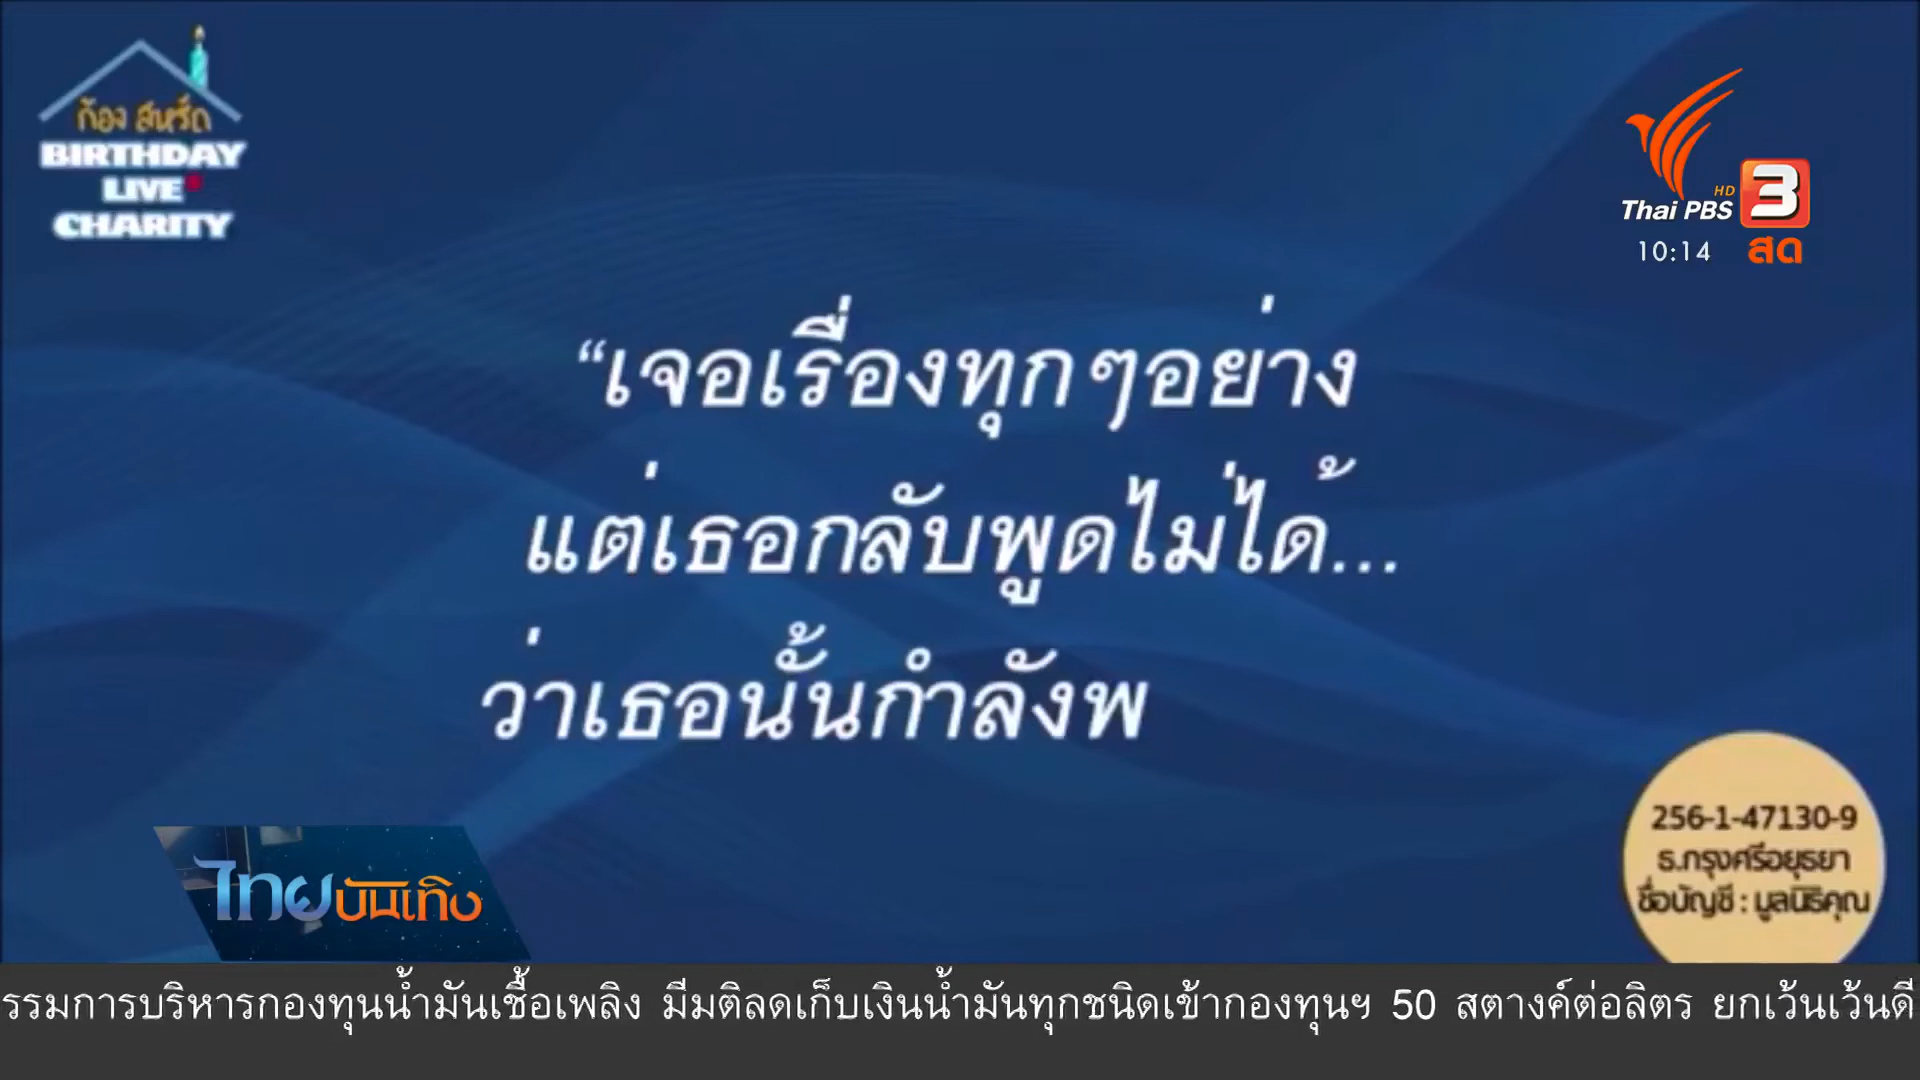 ก้อง สหรัถ
BIRTHDAY
LIVE
CHARITY
HD
Thai PBS 3
10:14 สด
“เจอเรื่องทุกๆอย่าง
แต่เธอกลับพูดไม่ได้...
ว่าเธอนั้นกำลังพ
256-1-47130-9
ธ.กรุงศรีอยุธยา
ชื่อบัญชี : มูลนิธิคุณ
ไทยบันเทิง
รรมการบริหารกองทุนน้ำมันเชื้อเพลิง มีมติลดเก็บเงินน้ำมันทุกชนิดเข้ากองทุนฯ 50 สตางค์ต่อลิตร ยกเว้นเว้นดี